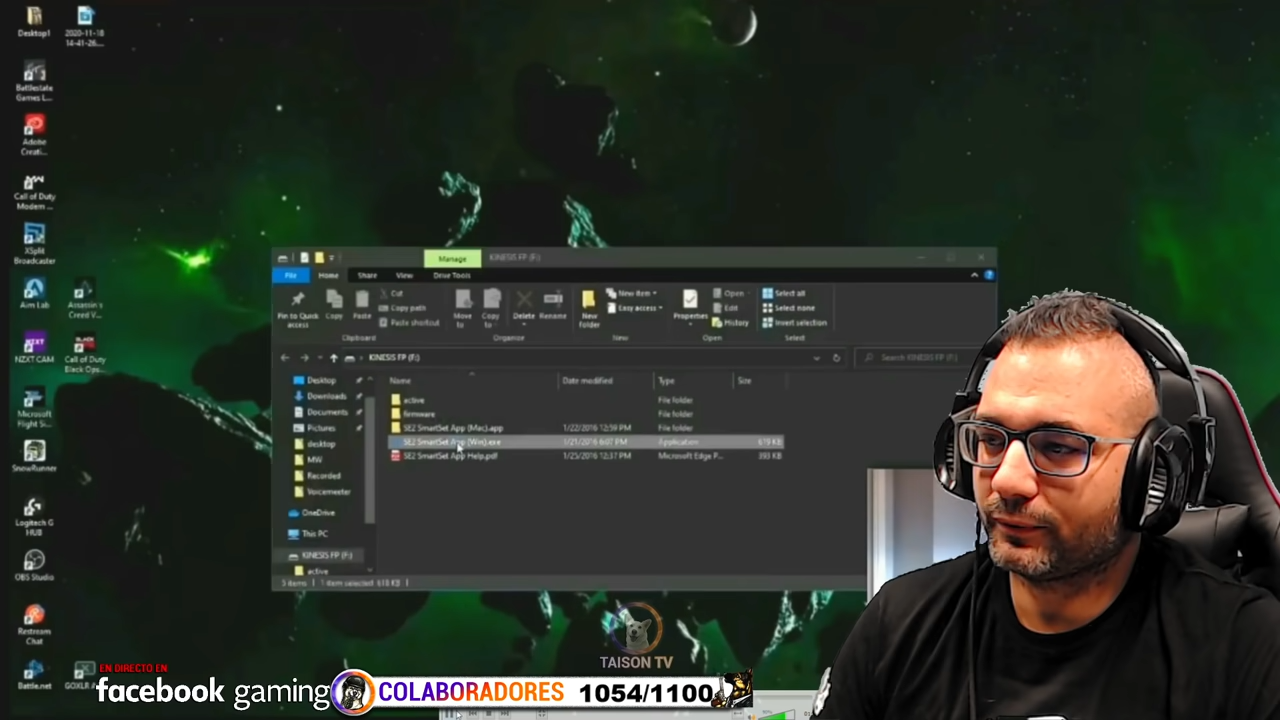 Desktop1
2020-11-18
14-41-26...
Battlestate
Games L...
Adobe
Creati...
Call of Duty
Modern ...
XSplit
Broadcaster
Aim Lab
Assassin's
Creed V...
NZXT CAM
Call of Duty
Black Ops...
Microsoft
Flight Si...
SnowRunner
Logitech G
HUB
OBS Studio
Restream
Chat
Battle.net
GOXLR
Manage
KINESIS FP (F:)
File
Home
Share
View
Drive Tools
Pin to Quick
access
Copy
Paste
Cut
Copy path
Paste shortcut
Clipboard
Move
to
Copy
to
Delete
Rename
Organize
New
Folder
New item
Easy access
New
Properties
Open
Edit
History
Open
Select all
Select none
Invert selection
Select
KINESIS FP (F:)
Search KINESIS FP (F:)
Desktop
Downloads
Documents
Pictures
desktop
MW
Recorded
Voicemeeter
OneDrive
This PC
KINESIS FP (F:)
active
Name
Date modified
Type
Size
active
File folder
firmware
File folder
SE2 SmartSet App (Mac).app
1/22/2016 12:59 PM
File folder
SE2 SmartSet App (Win).exe
1/21/2016 6:07 PM
Application
619 KB
SE2 SmartSet App Help.pdf
1/25/2016 12:37 PM
Microsoft Edge P...
393 KB
5 items
1 item selected
TAISON TV
EN DIRECTO EN
facebook gaming
COLABORADORES
1054/1100